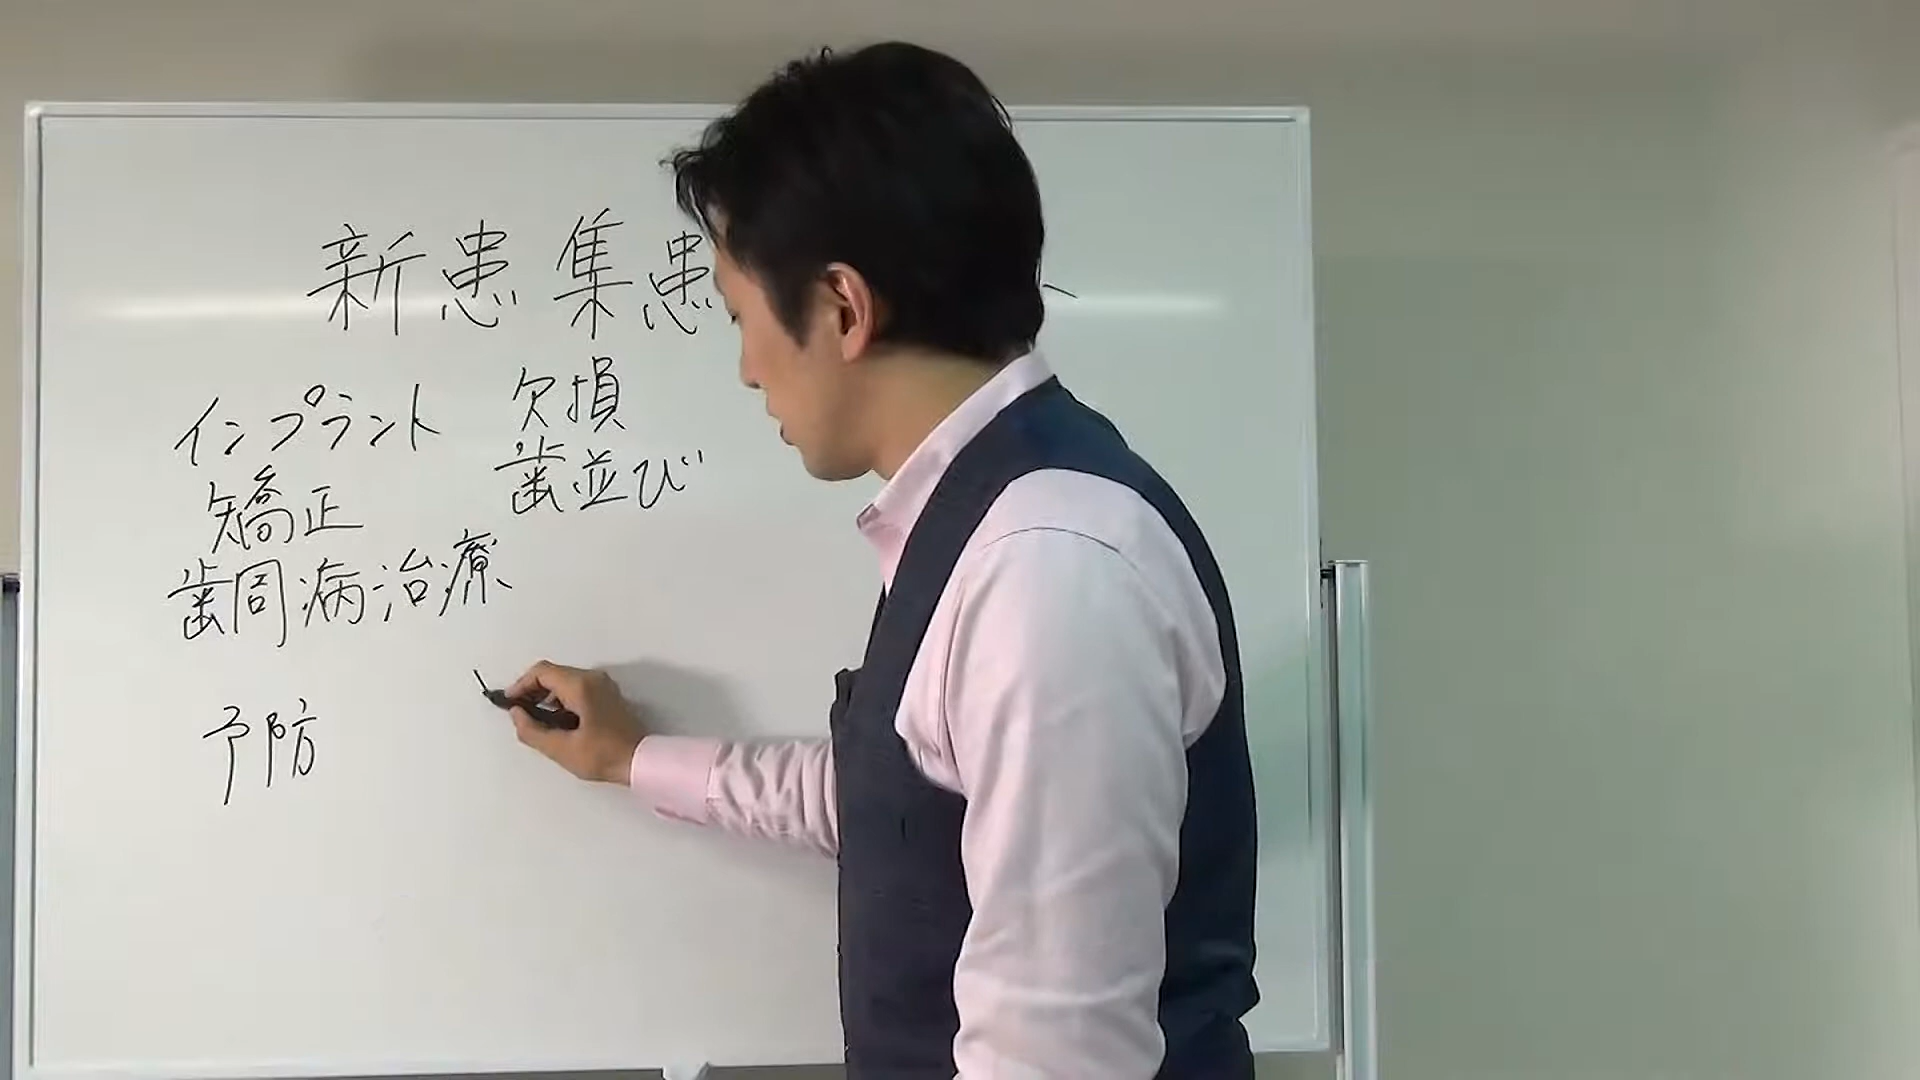 新患集患
インプラント 欠損
矯正 歯並び
歯周病治療
予防